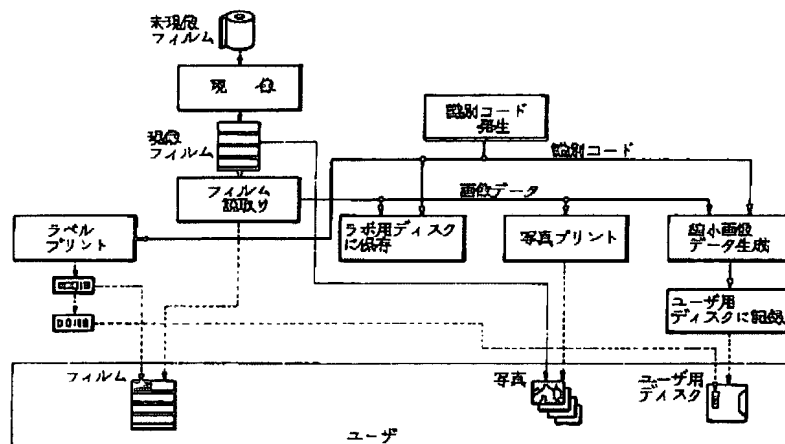 未現像
フィルム
現 像
現像
フィルム
識別コード
発生
識別コード
フィルム
読取り
画像データ
ラベル
プリント
ラボ用ディスク
に保存
写真プリント
縮小画像
データ生成
ユーザ用
ディスクに記録
フィルム
写真
ユーザ用
ディスク
ユーザ